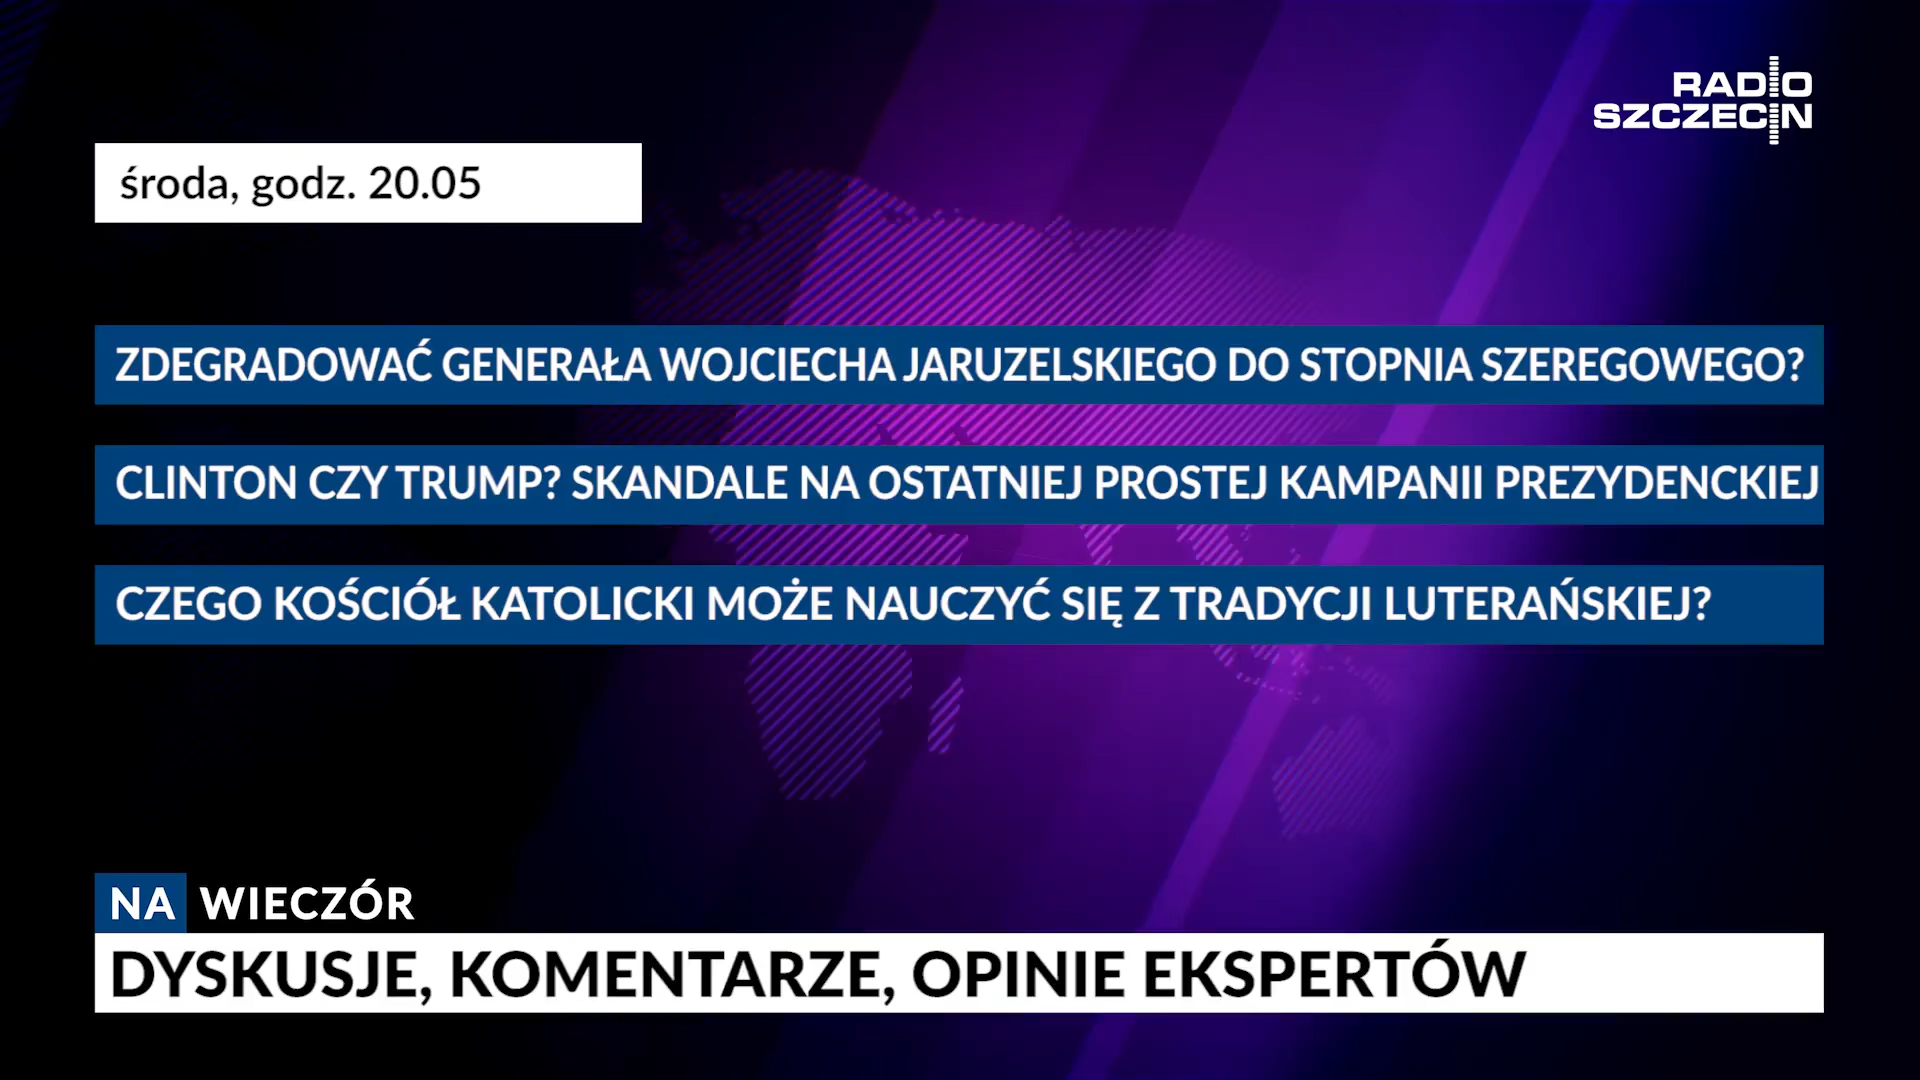 RADIO
SZCZECIN
środa, godz. 20.05
ZDEGRADOWAĆ GENERAŁA WOJCIECHA JARUZELSKIEGO DO STOPNIA SZEREGOWEGO?
CLINTON CZY TRUMP? SKANDALE NA OSTATNIEJ PROSTEJ KAMPANII PREZYDENCKIEJ
CZEGO KOŚCIÓŁ KATOLICKI MOŻE NAUCZYĆ SIĘ Z TRADYCJI LUTERAŃSKIEJ?
NA WIECZÓR
DYSKUSJE, KOMENTARZE, OPINIE EKSPERTÓW